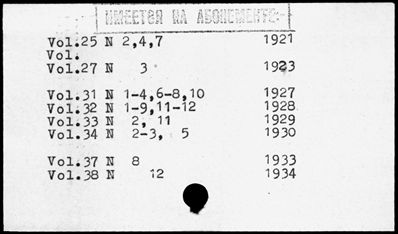 ИМЕЕТСЯ НА АБОНЕМЕНТЕ
Vol.25 N 2,4,7 1921
Vol.
Vol.27 N 3 1923
Vol.31 N 1-4,6-8,10 1927
Vol.32 N 1-9,11-12 1928
Vol.33 N 2, 11 1929
Vol.34 N 2-3, 5 1930
Vol.37 N 8 1933
Vol.38 N 12 1934